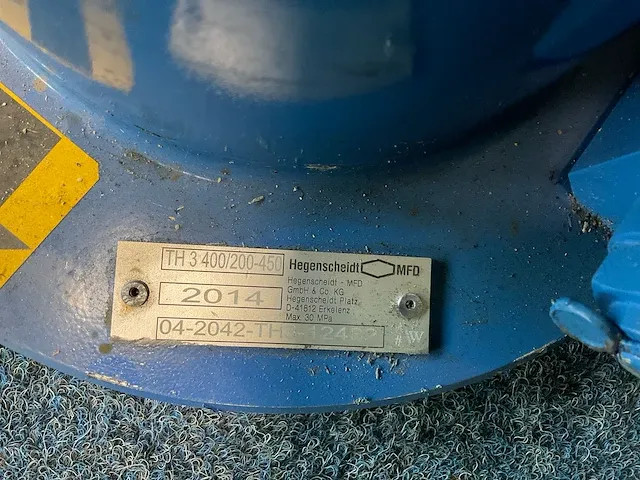 TH 3 400/200-450
Hegenscheidt MFD
Hegenscheidt - MFD
GmbH & Co. KG
Hegenscheidt Platz
D-41812 Erkelenz
Max. 30 MPa
2014
04-2042-TH